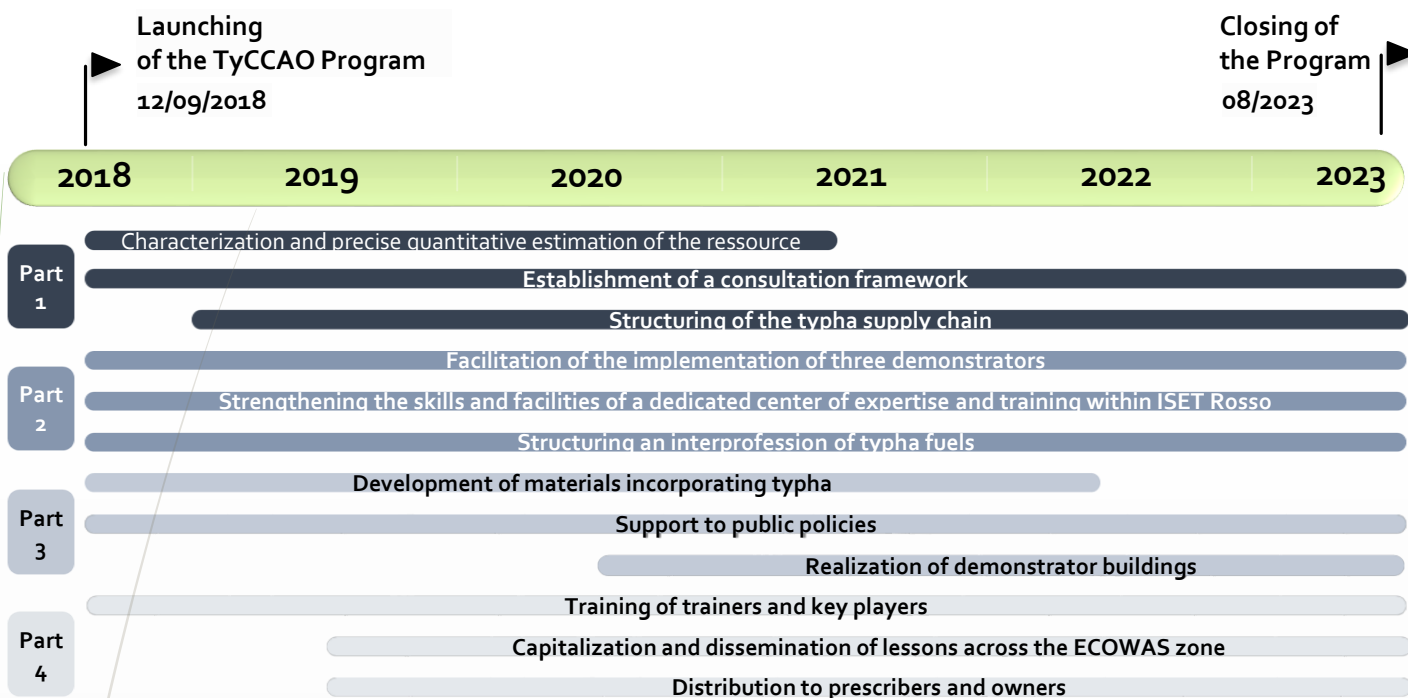 Launching
of the TyCCAO Program
12/09/2018
Closing of
the Program
08/2023
2018 2019 2020 2021 2022 2023
Part
1
Characterization and precise quantitative estimation of the ressource
Establishment of a consultation framework
Structuring of the typha supply chain
Part
2
Facilitation of the implementation of three demonstrators
Strengthening the skills and facilities of a dedicated center of expertise and training within ISET Rosso
Structuring an interprofession of typha fuels
Part
3
Development of materials incorporating typha
Support to public policies
Realization of demonstrator buildings
Part
4
Training of trainers and key players
Capitalization and dissemination of lessons across the ECOWAS zone
Distribution to prescribers and owners